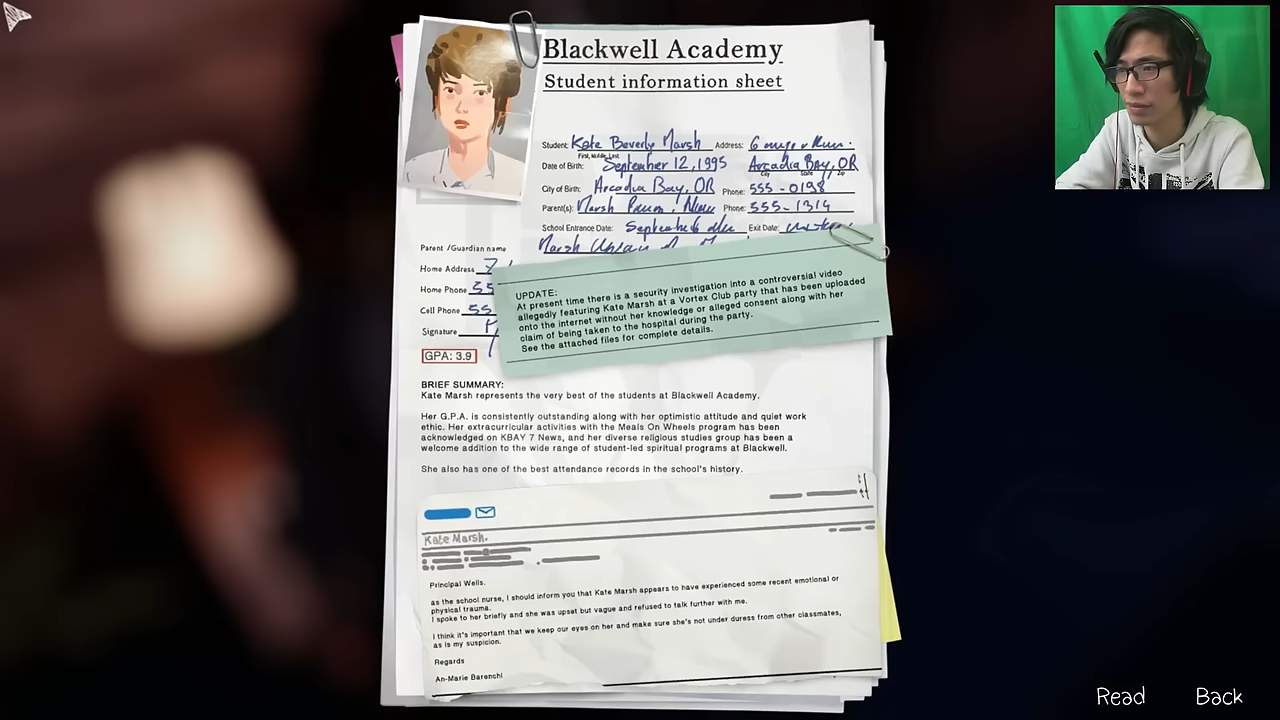 Blackwell Academy
Student information sheet
Student: Kate Beverly Marsh Address:
First, Middle, Last
Date of Birth: September 12, 1995 Arcadia Bay, OR
City State Zip
City of Birth: Arcadia Bay, OR Phone: 555-0198
Parent(s): Marsh Phone: 555-1314
School Entrance Date: Exit Date:
Marsh
Parent /Guardian name
Home Address 7
Home Phone 55
Cell Phone 55
Signature
GPA: 3.9
UPDATE:
At present time there is a security investigation into a controversial video
allegedly featuring Kate Marsh at a Vortex Club party that has been uploaded
onto the internet without her knowledge or alleged consent along with her
claim of being taken to the hospital during the party.
See the attached files for complete details.
BRIEF SUMMARY:
Kate Marsh represents the very best of the students at Blackwell Academy.
Her G.P.A. is consistently outstanding along with her optimistic attitude and quiet work
ethic. Her extracurricular activities with the Meals On Wheels program has been
acknowledged on KBAY 7 News, and her diverse religious studies group has been a
welcome addition to the wide range of student-led spiritual programs at Blackwell.
She also has one of the best attendance records in the school's history.
Kate Marsh.
Principal Wells.
as the school nurse, I should inform you that Kate Marsh appears to have experienced some recent emotional or
physical trauma.
I spoke to her briefly and she was upset but vague and refused to talk further with me.
I think it's important that we keep our eyes on her and make sure she's not under duress from other classmates,
as is my suspicion.
Regards
An-Marie Barenchi
Read Back